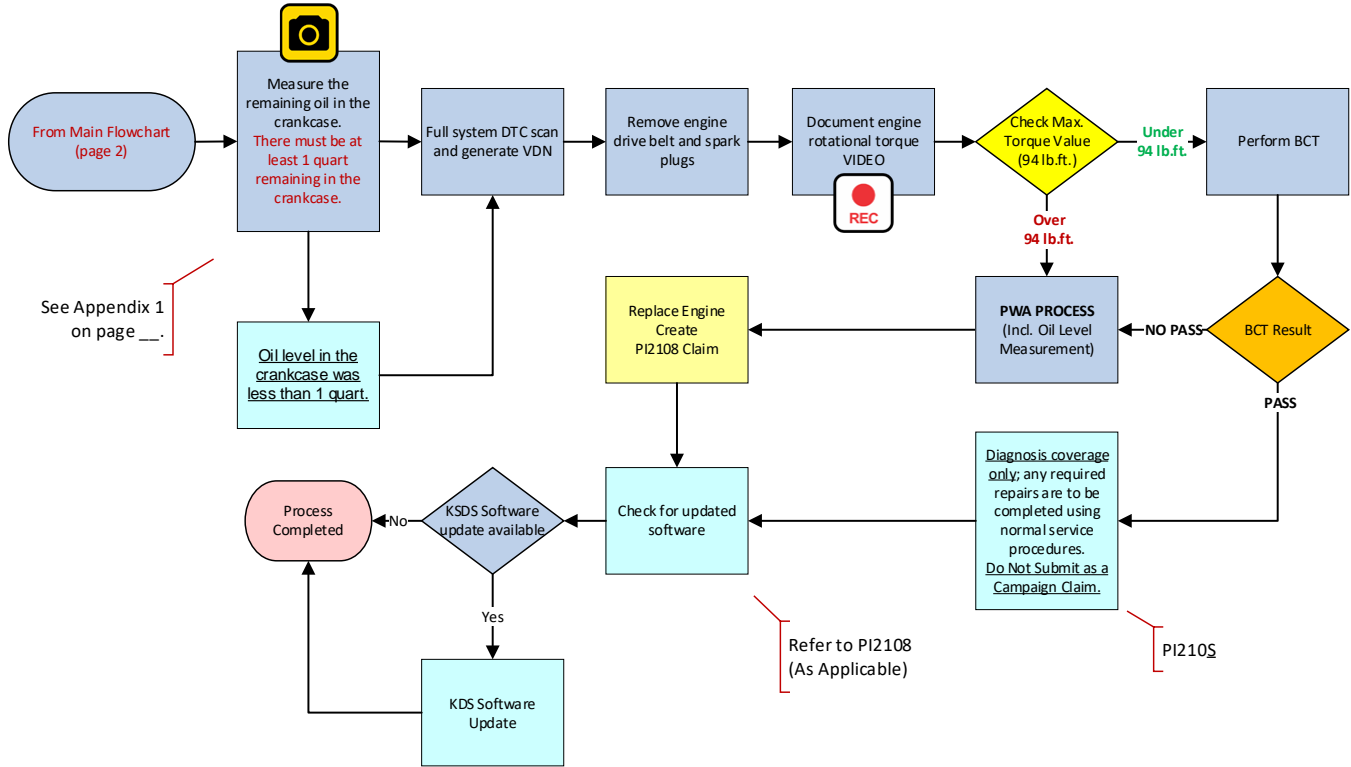 From Main Flowchart
(page 2)
Measure the
remaining oil in the
crankcase.
There must be at
least 1 quart
remaining in the
crankcase.
Full system DTC scan
and generate VDN
Remove engine
drive belt and spark
plugs
Document engine
rotational torque
VIDEO
REC
Check Max.
Torque Value
(94 lb.ft.)
Under
94 lb.ft.
Perform BCT
Over
94 lb.ft.
See Appendix 1
on page __.
Oil level in the
crankcase was
less than 1 quart.
Replace Engine
Create
PI2108 Claim
PWA PROCESS
(Incl. Oil Level
Measurement)
NO PASS
BCT Result
PASS
Process
Completed
No
KSDS Software
update available
Check for updated
software
Diagnosis coverage
only; any required
repairs are to be
completed using
normal service
procedures.
Do Not Submit as a
Campaign Claim.
Yes
Refer to PI2108
(As Applicable)
PI210S
KDS Software
Update